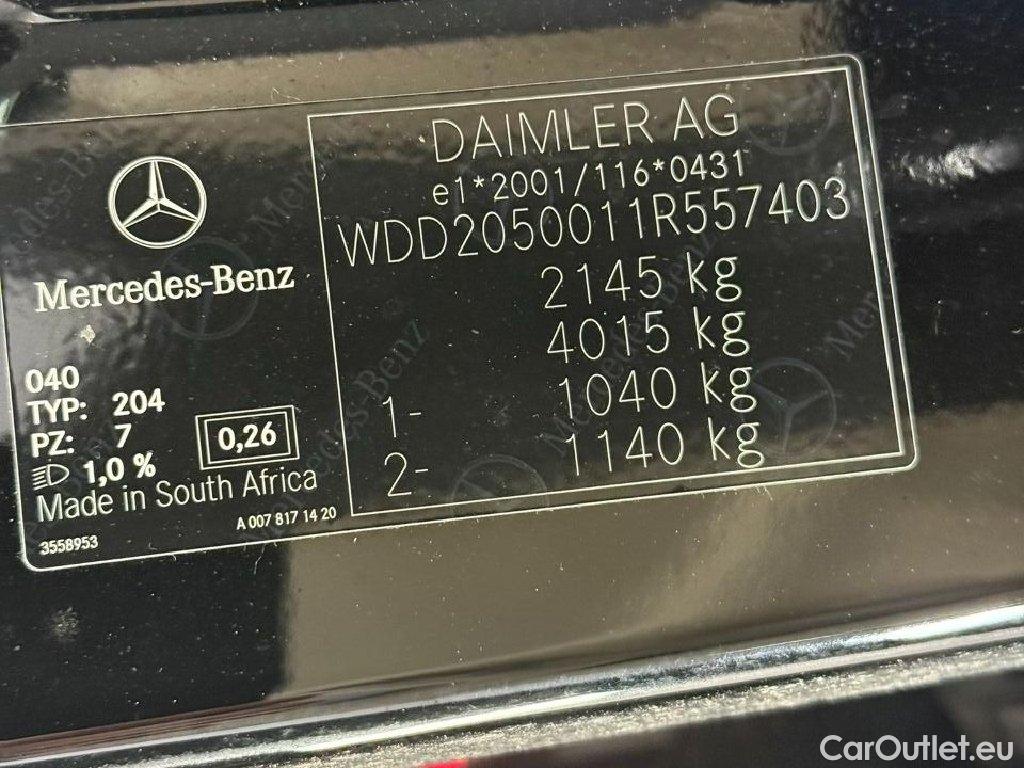 Mercedes-Benz
040
TYP: 204
PZ: 7
1,0 %
0,26
Made in South Africa
A 007 817 14 20
3558953
DAIMLER AG
e1*2001/116*0431
WDD2050011R557403
2145 kg
4015 kg
1- 1040 kg
2- 1140 kg
CarOutlet.eu